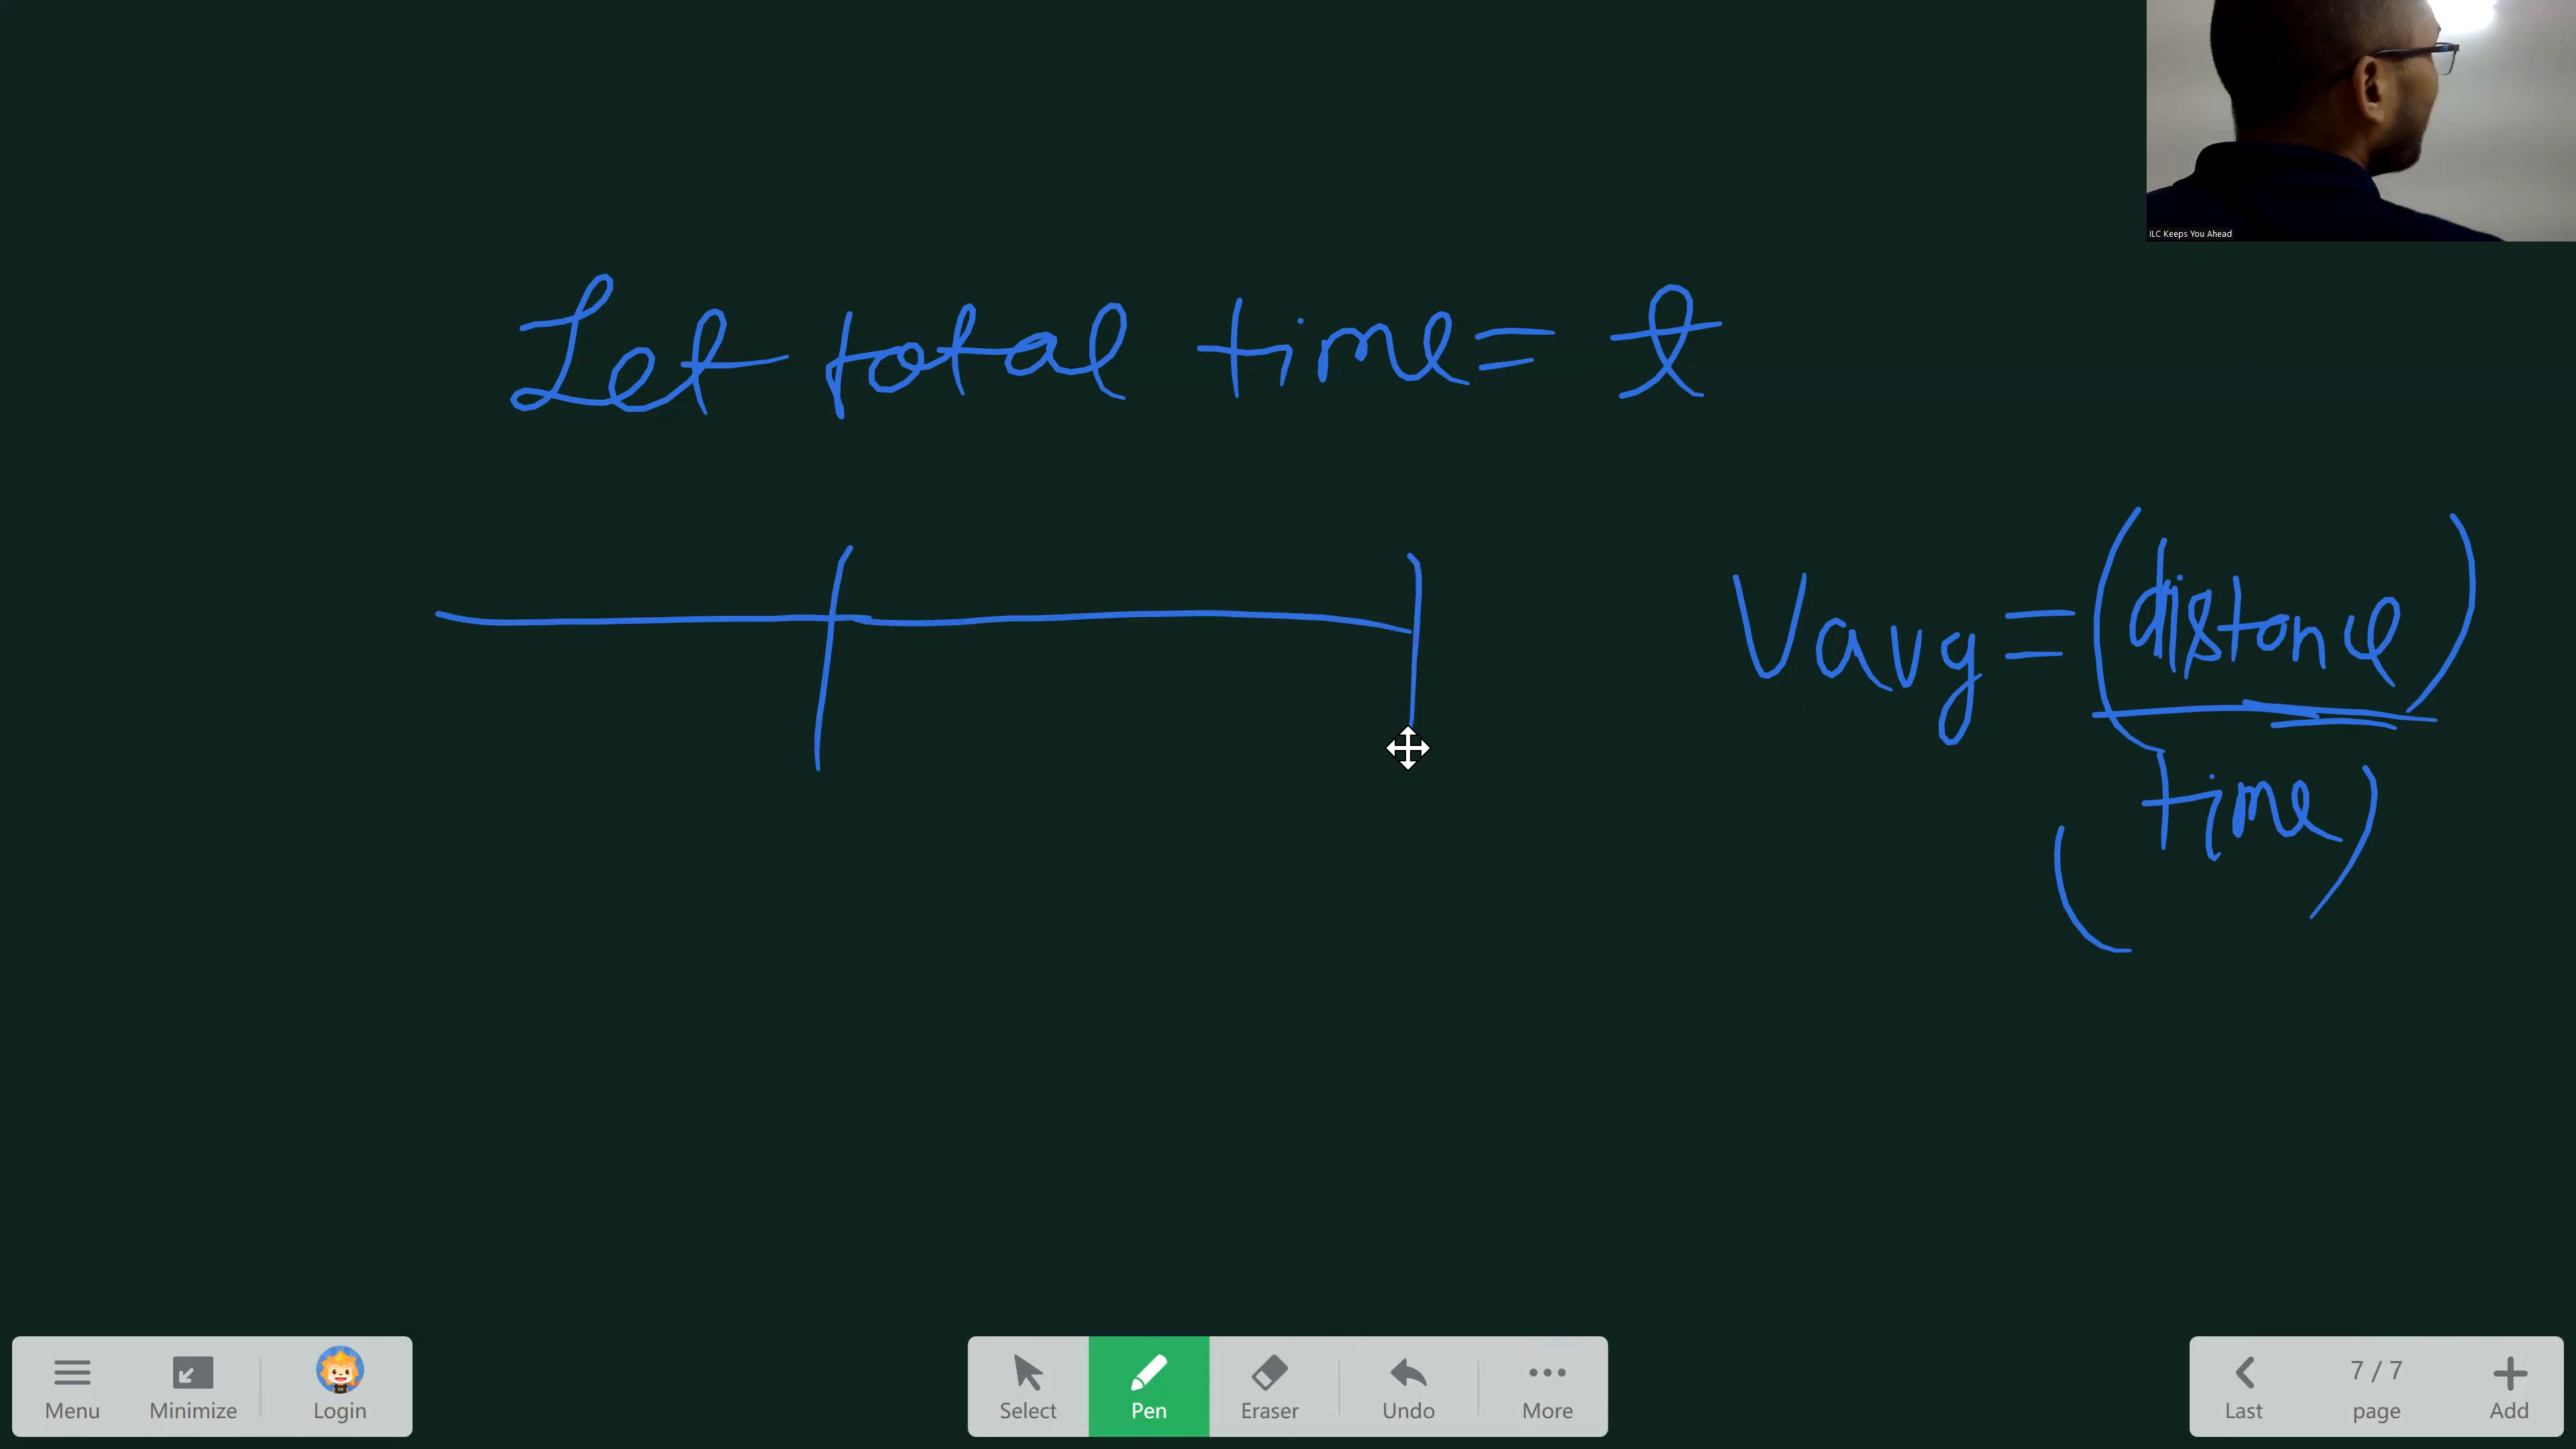 ILC Keeps You Ahead
Let total time = t
Vavg = (distance)
(time)
Menu Minimize Login
Select Pen Eraser Undo More
Last 7 / 7 page Add